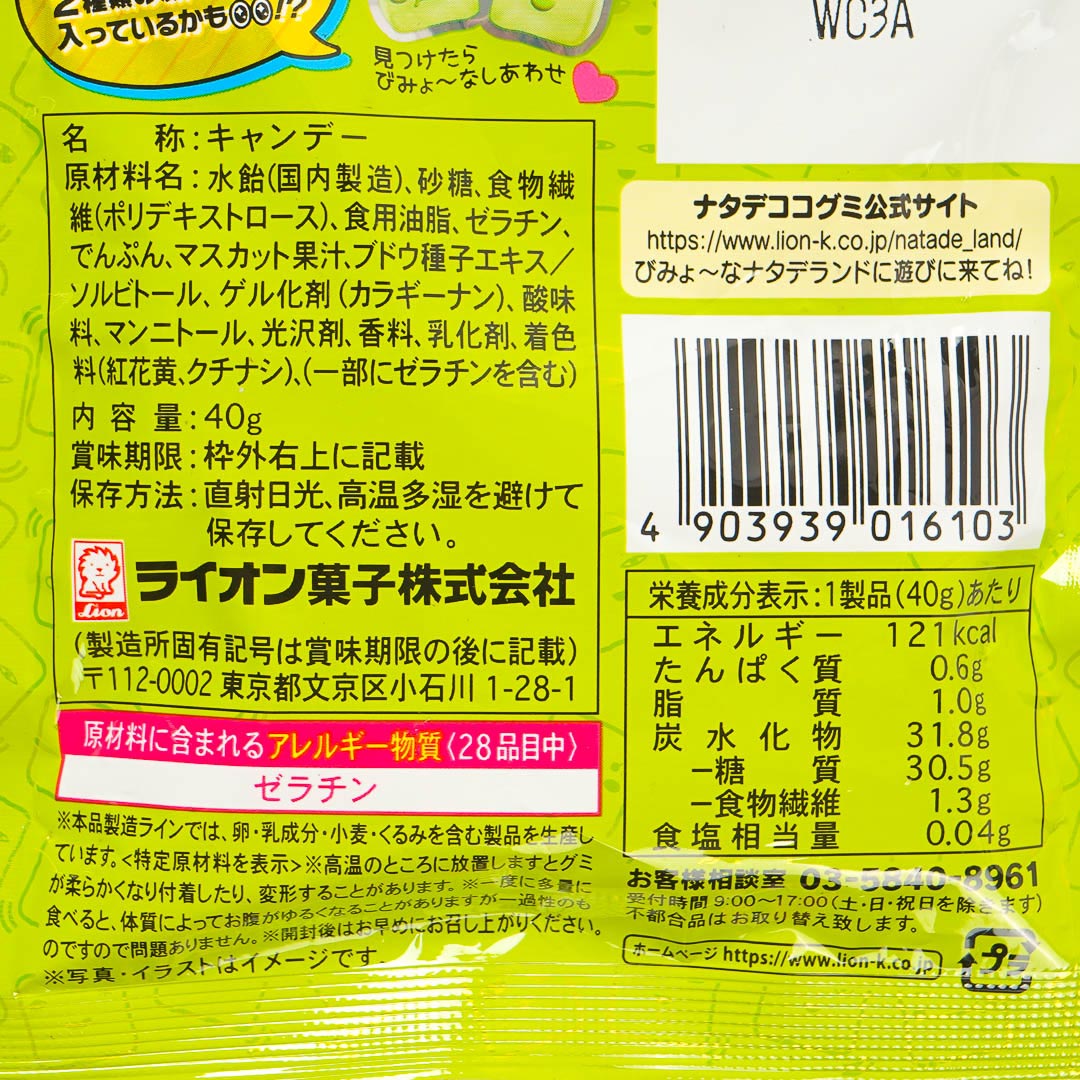 入っているかも!?
見つけたら
びみょ〜なしあわせ
WC3A
名 称:キャンデー
原材料名:水飴(国内製造)、砂糖、食物繊
維(ポリデキストロース)、食用油脂、ゼラチン、
でんぷん、マスカット果汁、ブドウ種子エキス/
ソルビトール、ゲル化剤(カラギーナン)、酸味
料、マンニトール、光沢剤、香料、乳化剤、着色
料(紅花黄、クチナシ)、(一部にゼラチンを含む)
内容量:40g
賞味期限:枠外右上に記載
保存方法:直射日光、高温多湿を避けて
保存してください。
Lion
ライオン菓子株式会社
(製造所固有記号は賞味期限の後に記載)
〒112-0002 東京都文京区小石川 1-28-1
原材料に含まれるアレルギー物質〈28品目中〉
ゼラチン
※本品製造ラインでは、卵・乳成分・小麦・くるみを含む製品を生産し
ています。<特定原材料を表示>※高温のところに放置しますとグミ
が柔らかくなり付着したり、変形することがあります。※一度に多量に
食べると、体質によってお腹がゆるくなることがありますが一過性のも
のですので問題ありません。※開封後はお早めにお召し上がりください。
※写真・イラストはイメージです。
ナタデココグミ公式サイト
https://www.lion-k.co.jp/natade_land/
びみょ〜なナタデランドに遊びに来てね!
4 903939 016103
栄養成分表示:1製品(40g)あたり
エネルギー 121kcal
たんぱく質 0.6g
脂質 1.0g
炭水化物 31.8g
−糖質 30.5g
−食物繊維 1.3g
食塩相当量 0.04g
お客様相談室 03-5840-8961
受付時間 9:00〜17:00(土・日・祝日を除きます)
不都合品はお取り替え致します。
ホームページ https://www.lion-k.co.jp
プラ